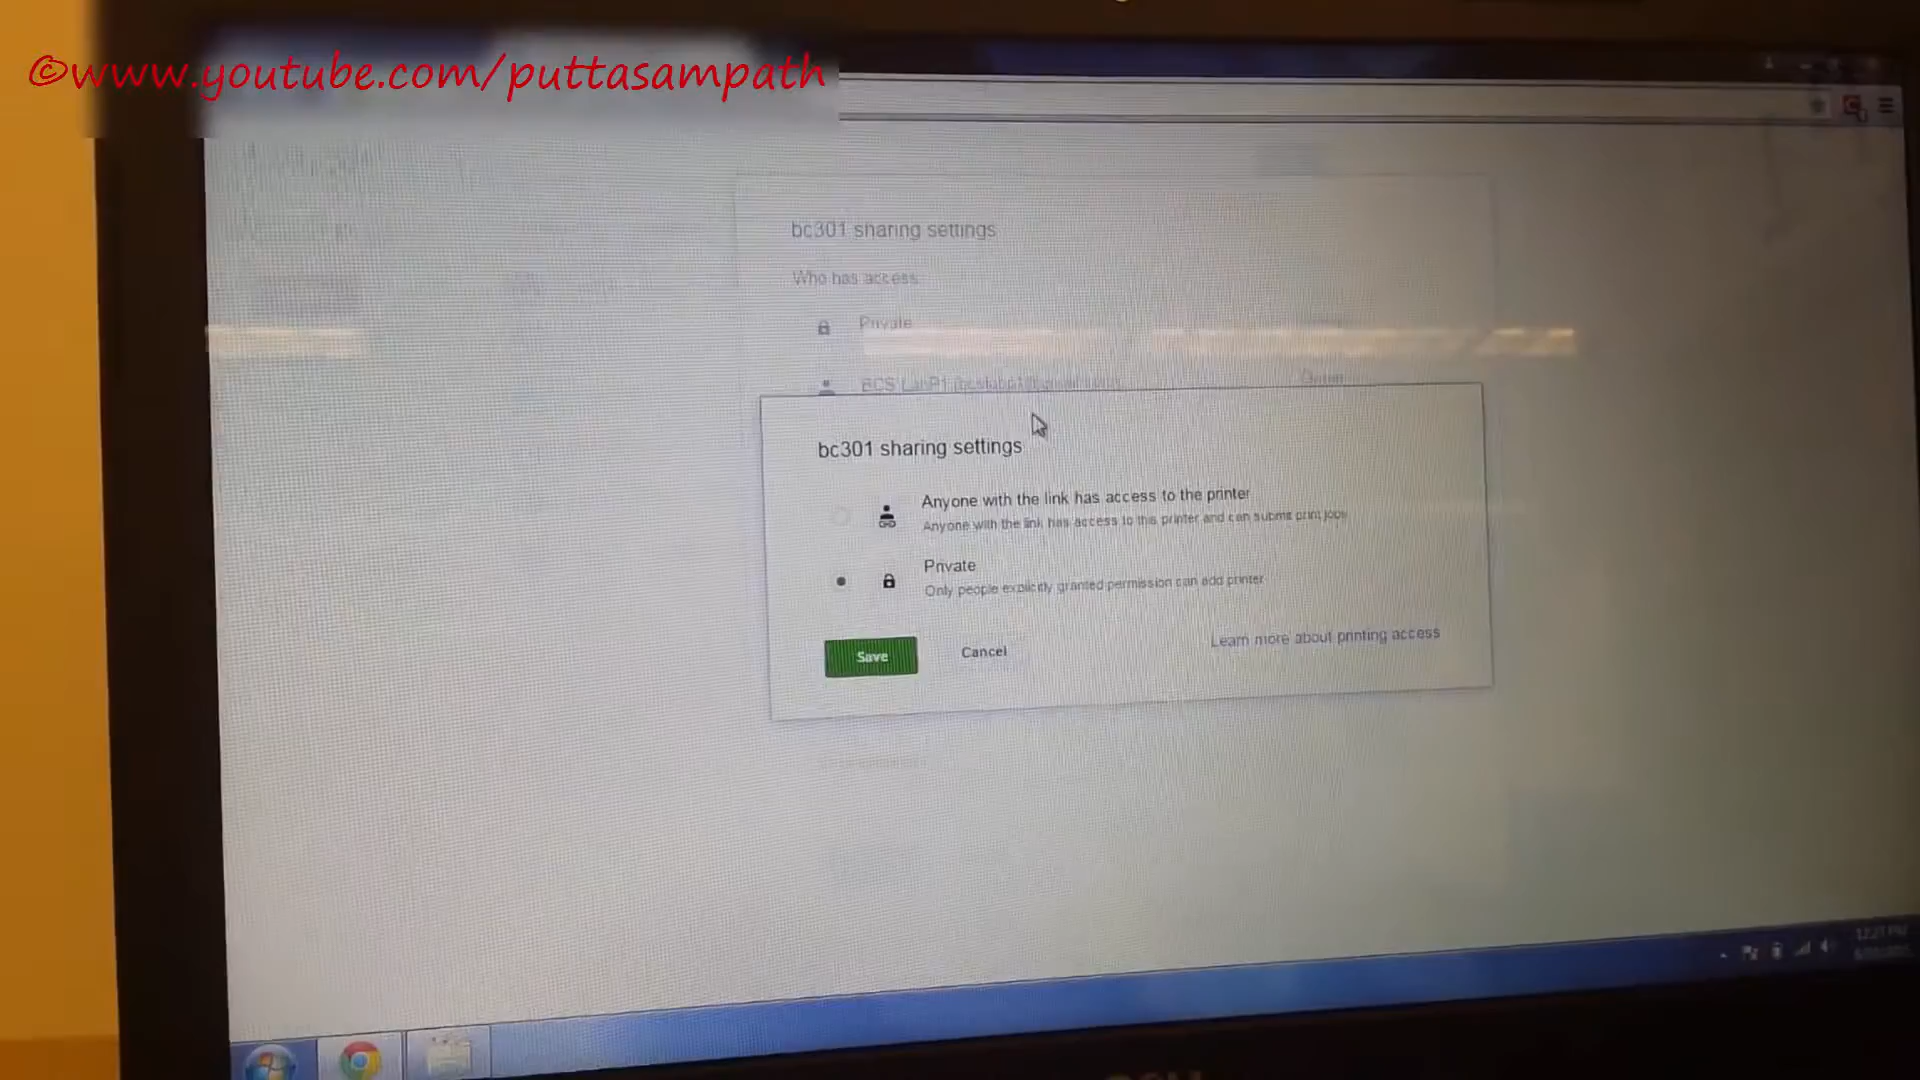 ©www.youtube.com/puttasampath
bc301 sharing settings
Who has access
Private
bc301 sharing settings
Anyone with the link has access to the printer
Anyone with the link has access to this printer and can submit print jobs
Private
Only people explicitly granted permission can add printer
Save
Cancel
Learn more about printing access